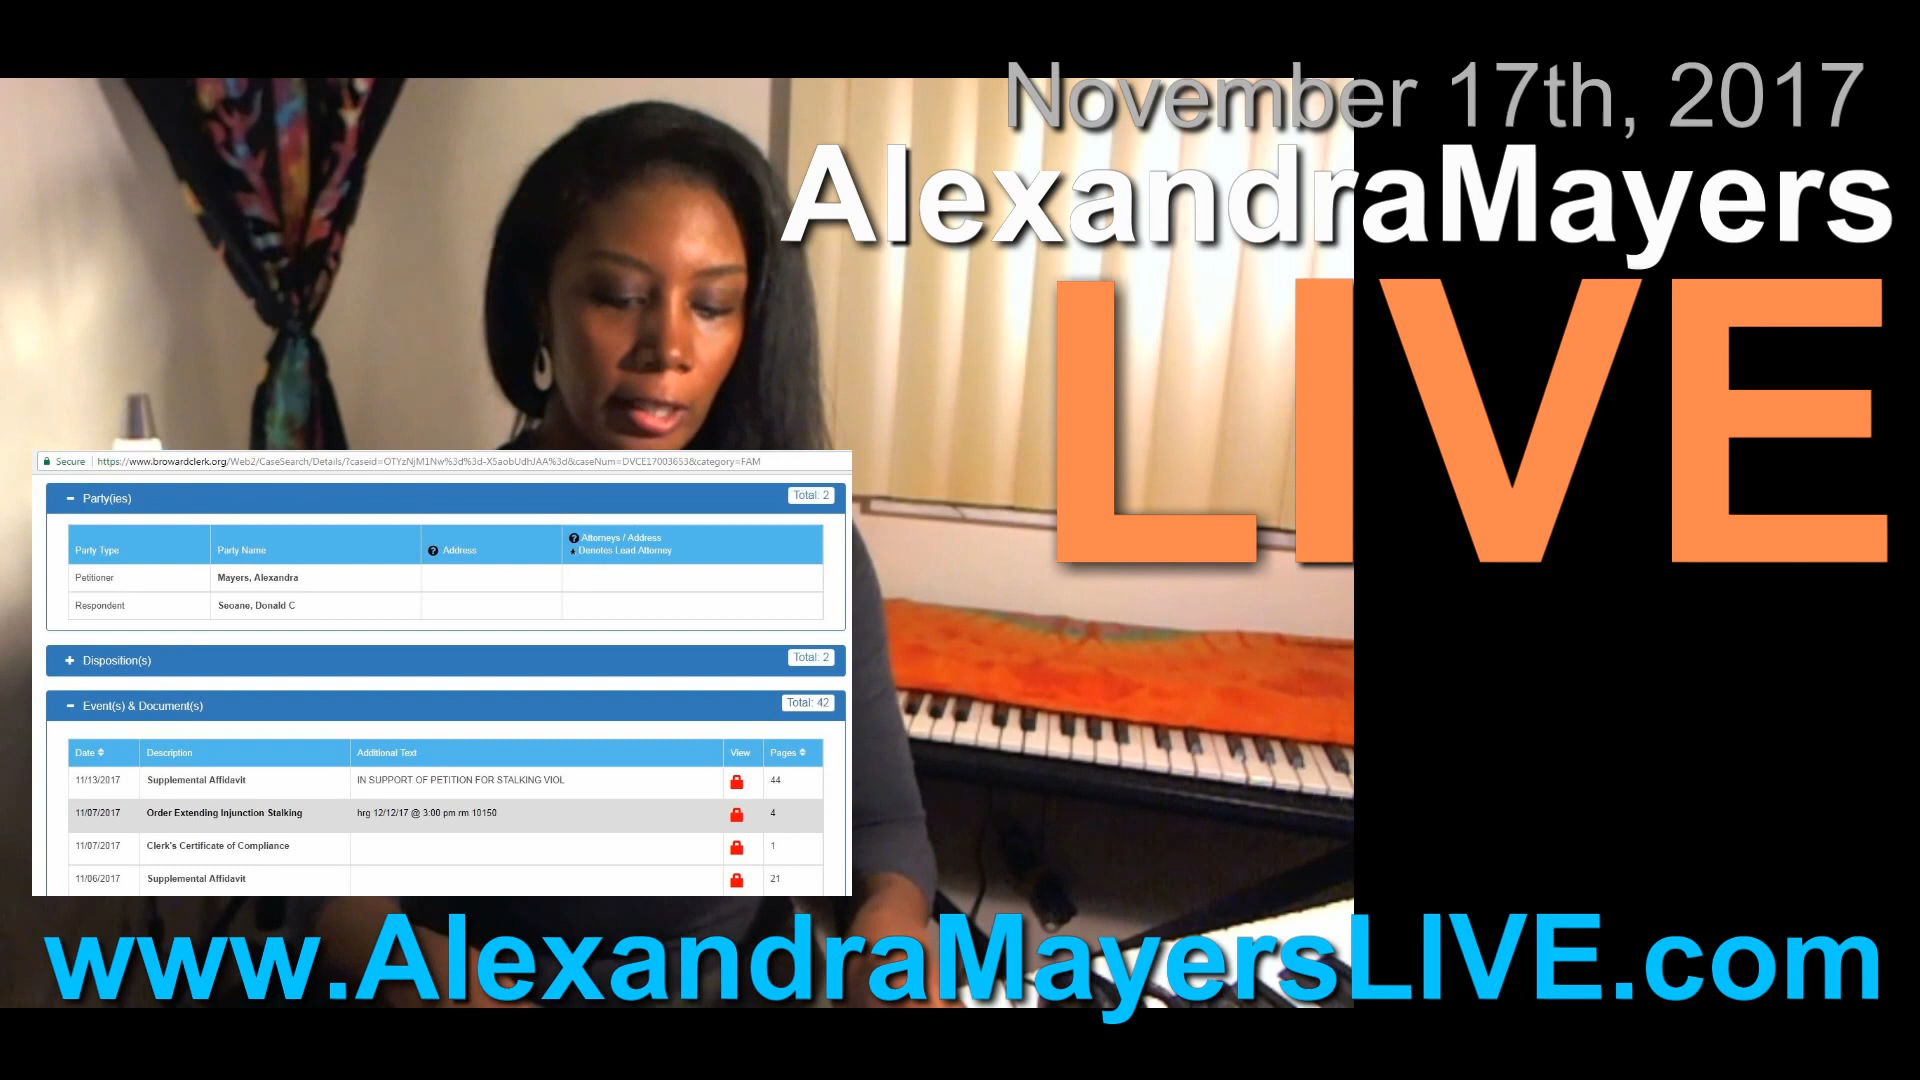 November 17th, 2017
AlexandraMayers
LIVE
Secure https://www.browardclerk.org/Web2/CaseSearch/Details/?caseid=OTYzNjM1Nw%3d%3d-X5aobUdhJAA%3d&caseNum=DVCE17003653&category=FAM
Party(ies) Total: 2
Attorneys / Address
Party Type Party Name Address Denotes Lead Attorney
Petitioner Mayers, Alexandra
Respondent Seoane, Donald C
Disposition(s) Total: 2
Event(s) & Document(s) Total: 42
Date Description Additional Text View Pages
11/13/2017 Supplemental Affidavit IN SUPPORT OF PETITION FOR STALKING VIOL 44
11/07/2017 Order Extending Injunction Stalking hrg 12/12/17 @ 3:00 pm rm 10150 4
11/07/2017 Clerk's Certificate of Compliance 1
11/06/2017 Supplemental Affidavit 21
www.AlexandraMayersLIVE.com